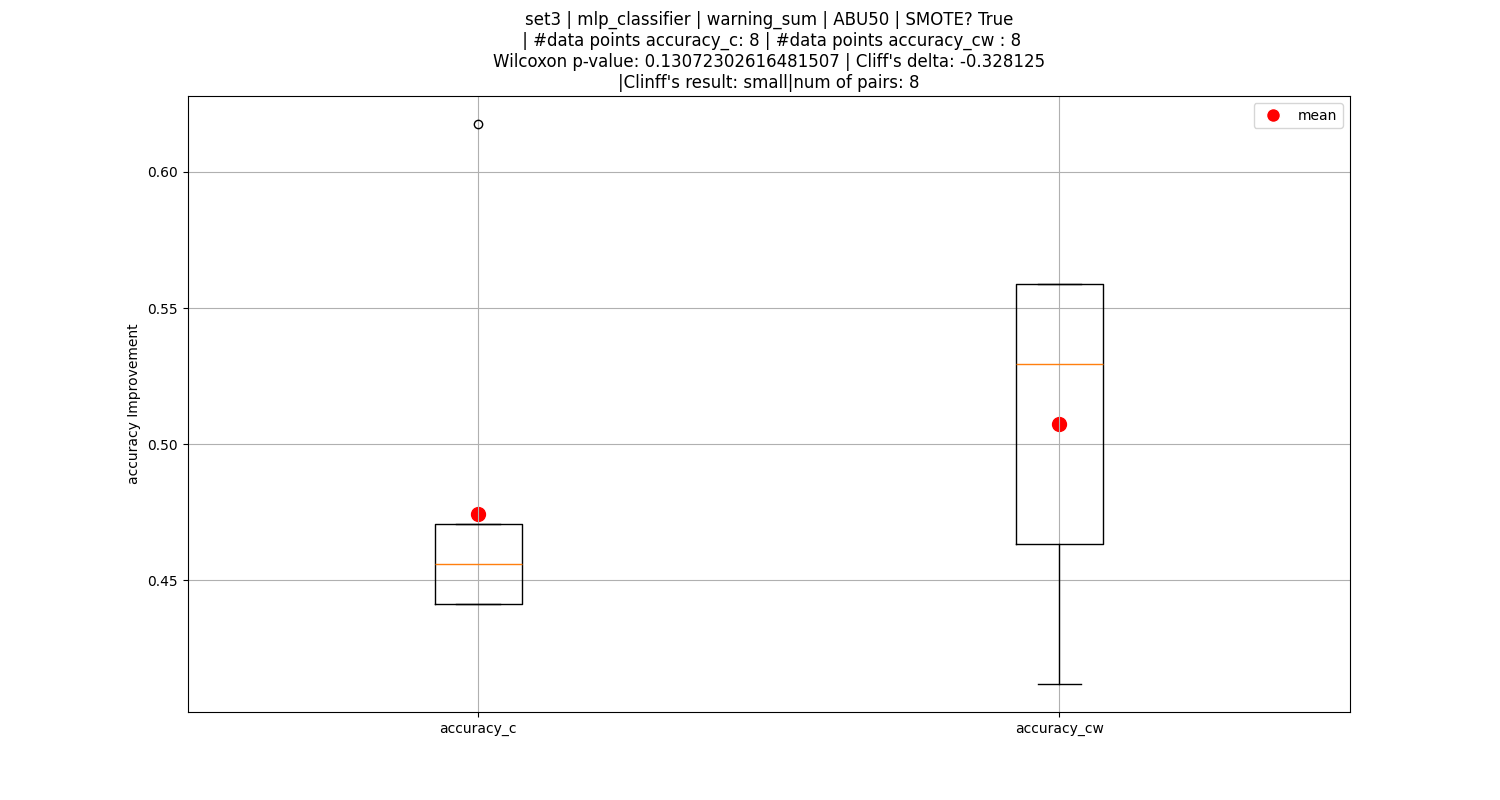 set3 | mlp_classifier | warning_sum | ABU50 | SMOTE? True
| #data points accuracy_c: 8 | #data points accuracy_cw : 8
Wilcoxon p-value: 0.13072302616481507 | Cliff's delta: -0.328125
|Clinff's result: small|num of pairs: 8
mean
0.60
0.55
0.50
0.45
accuracy Improvement
accuracy_c
accuracy_cw